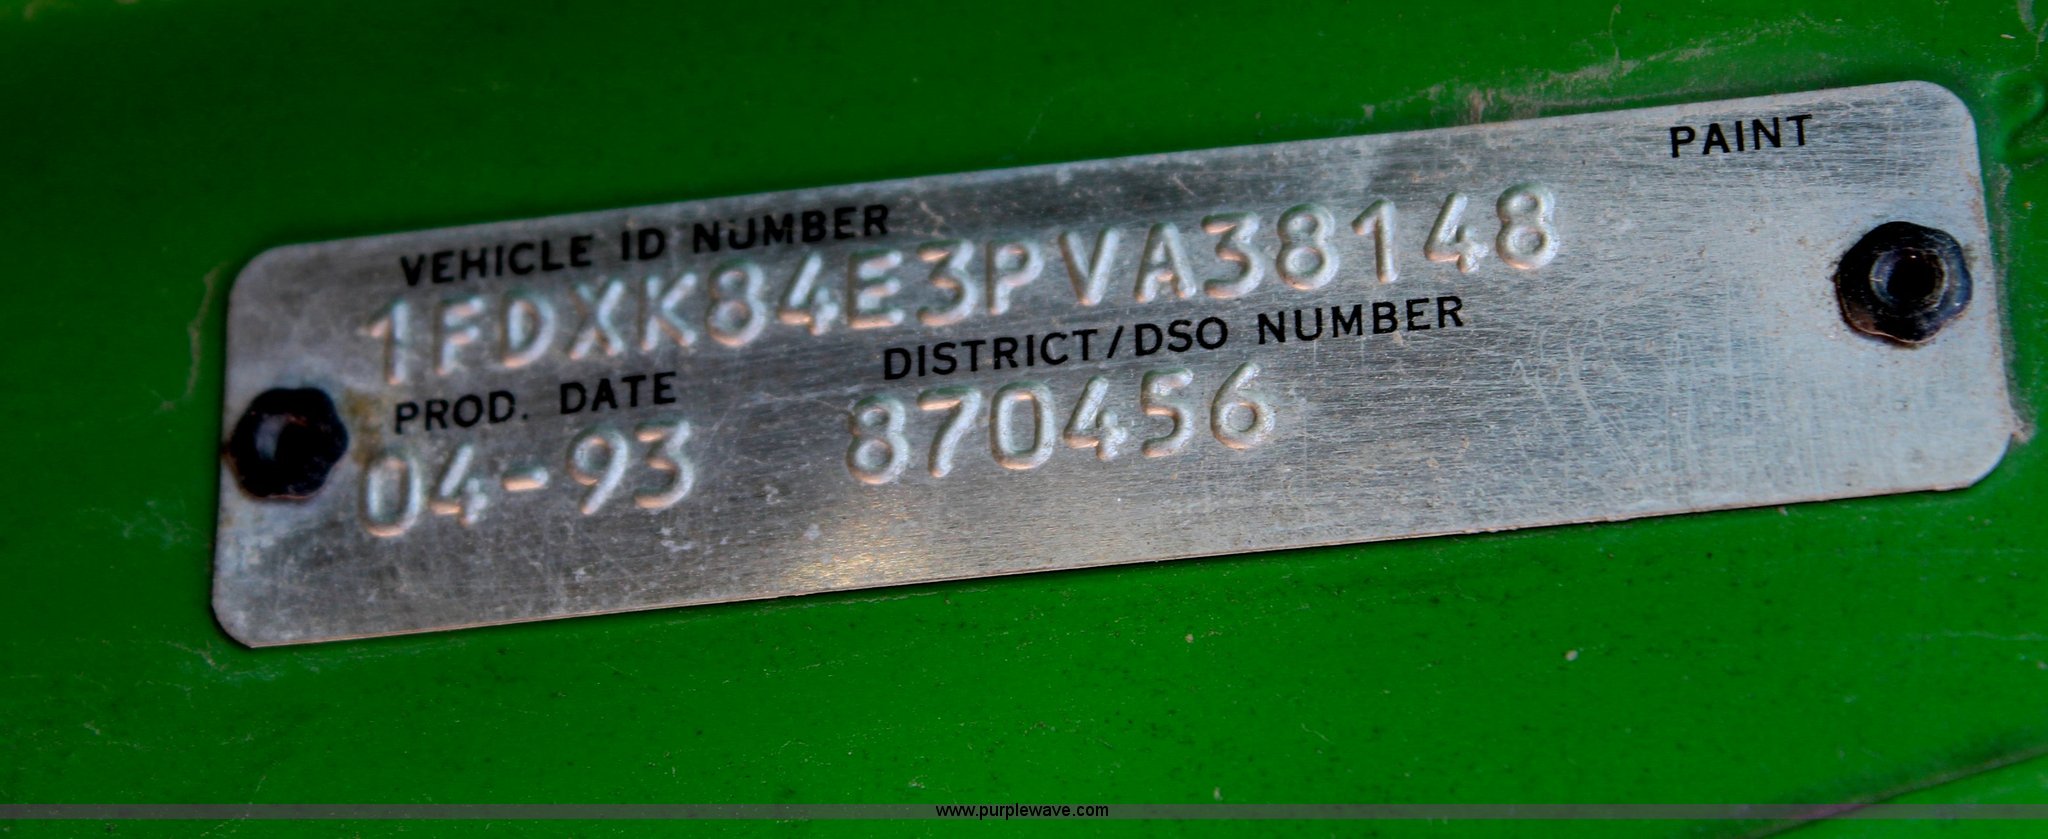 PAINT
VEHICLE ID NUMBER
1FDXK84E3PVA38148
PROD. DATE DISTRICT/DSO NUMBER
04-93 870456
www.purplewave.com